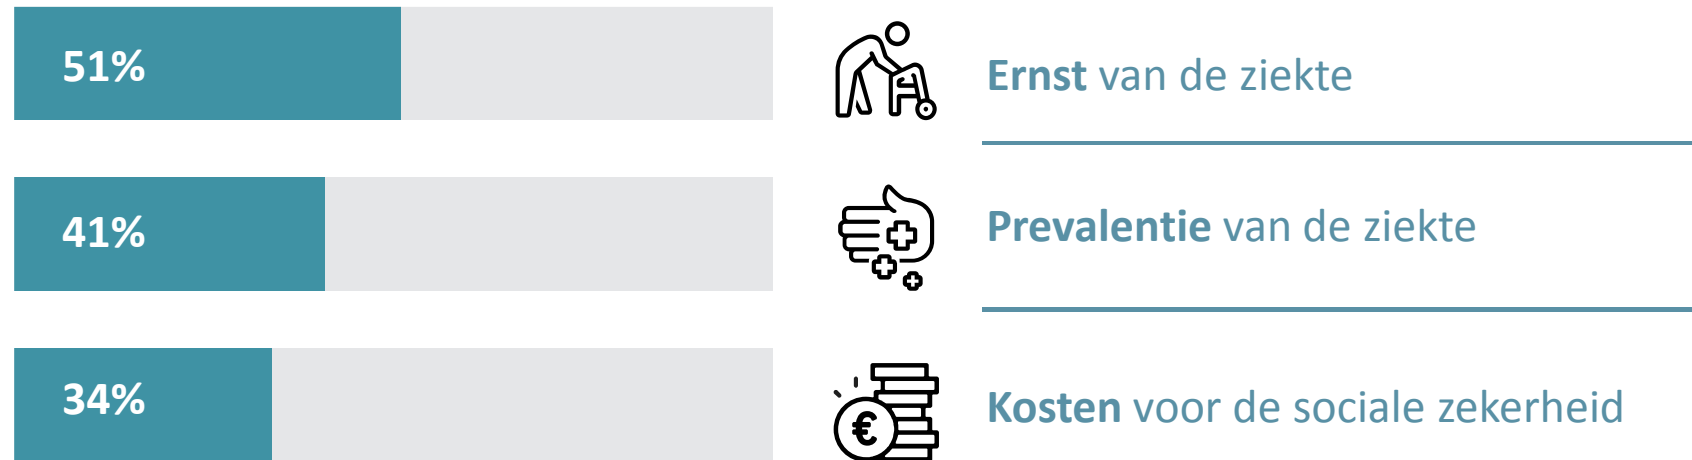 51%
Ernst van de ziekte
41%
Prevalentie van de ziekte
34%
€
Kosten voor de sociale zekerheid